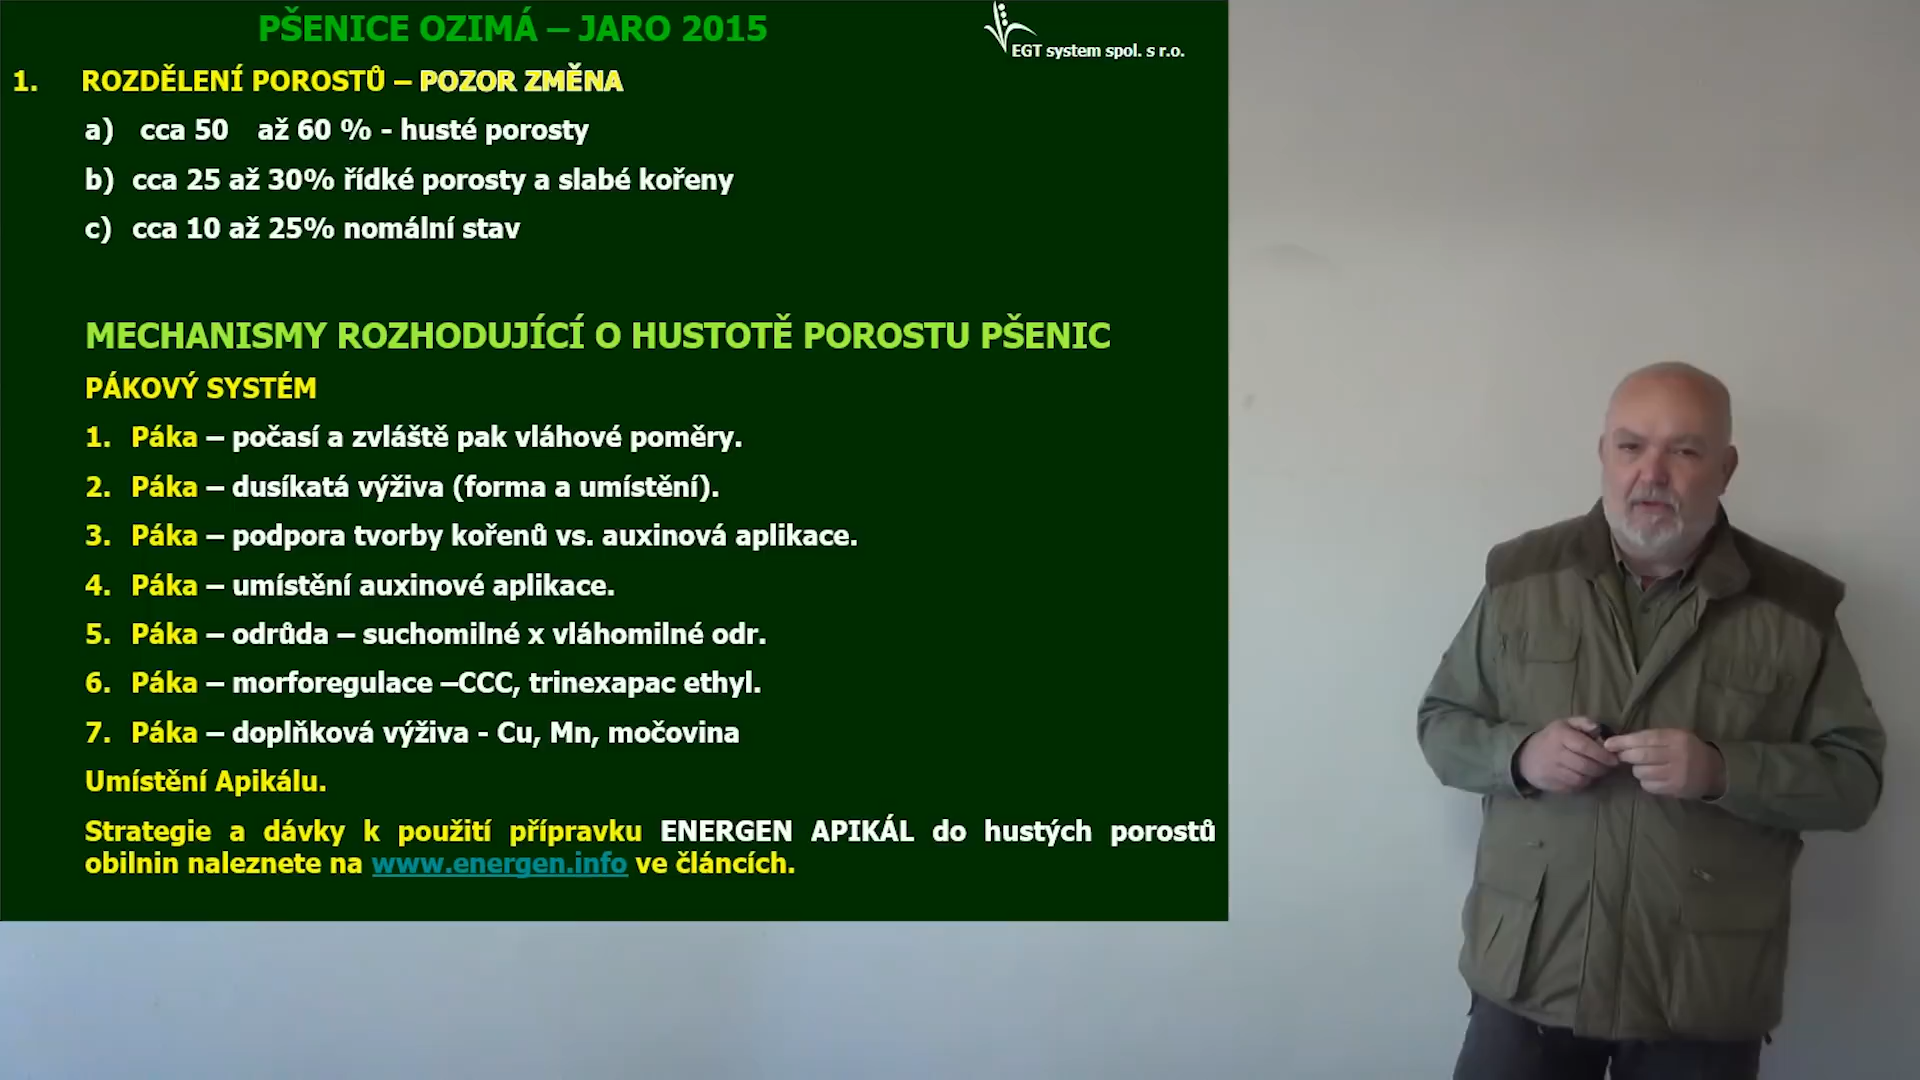 PŠENICE OZIMÁ – JARO 2015
EGT system spol. s r.o.
1. ROZDĚLENÍ POROSTŮ – POZOR ZMĚNA
a) cca 50 až 60 % - husté porosty
b) cca 25 až 30% řídké porosty a slabé kořeny
c) cca 10 až 25% nomální stav
MECHANISMY ROZHODUJÍCÍ O HUSTOTĚ POROSTU PŠENIC
PÁKOVÝ SYSTÉM
1. Páka – počasí a zvláště pak vláhové poměry.
2. Páka – dusíkatá výživa (forma a umístění).
3. Páka – podpora tvorby kořenů vs. auxinová aplikace.
4. Páka – umístění auxinové aplikace.
5. Páka – odrůda – suchomilné x vláhomilné odr.
6. Páka – morforegulace –CCC, trinexapac ethyl.
7. Páka – doplňková výživa - Cu, Mn, močovina
Umístění Apikálu.
Strategie a dávky k použití přípravku ENERGEN APIKÁL do hustých porostů
obilnin naleznete na www.energen.info ve článcích.